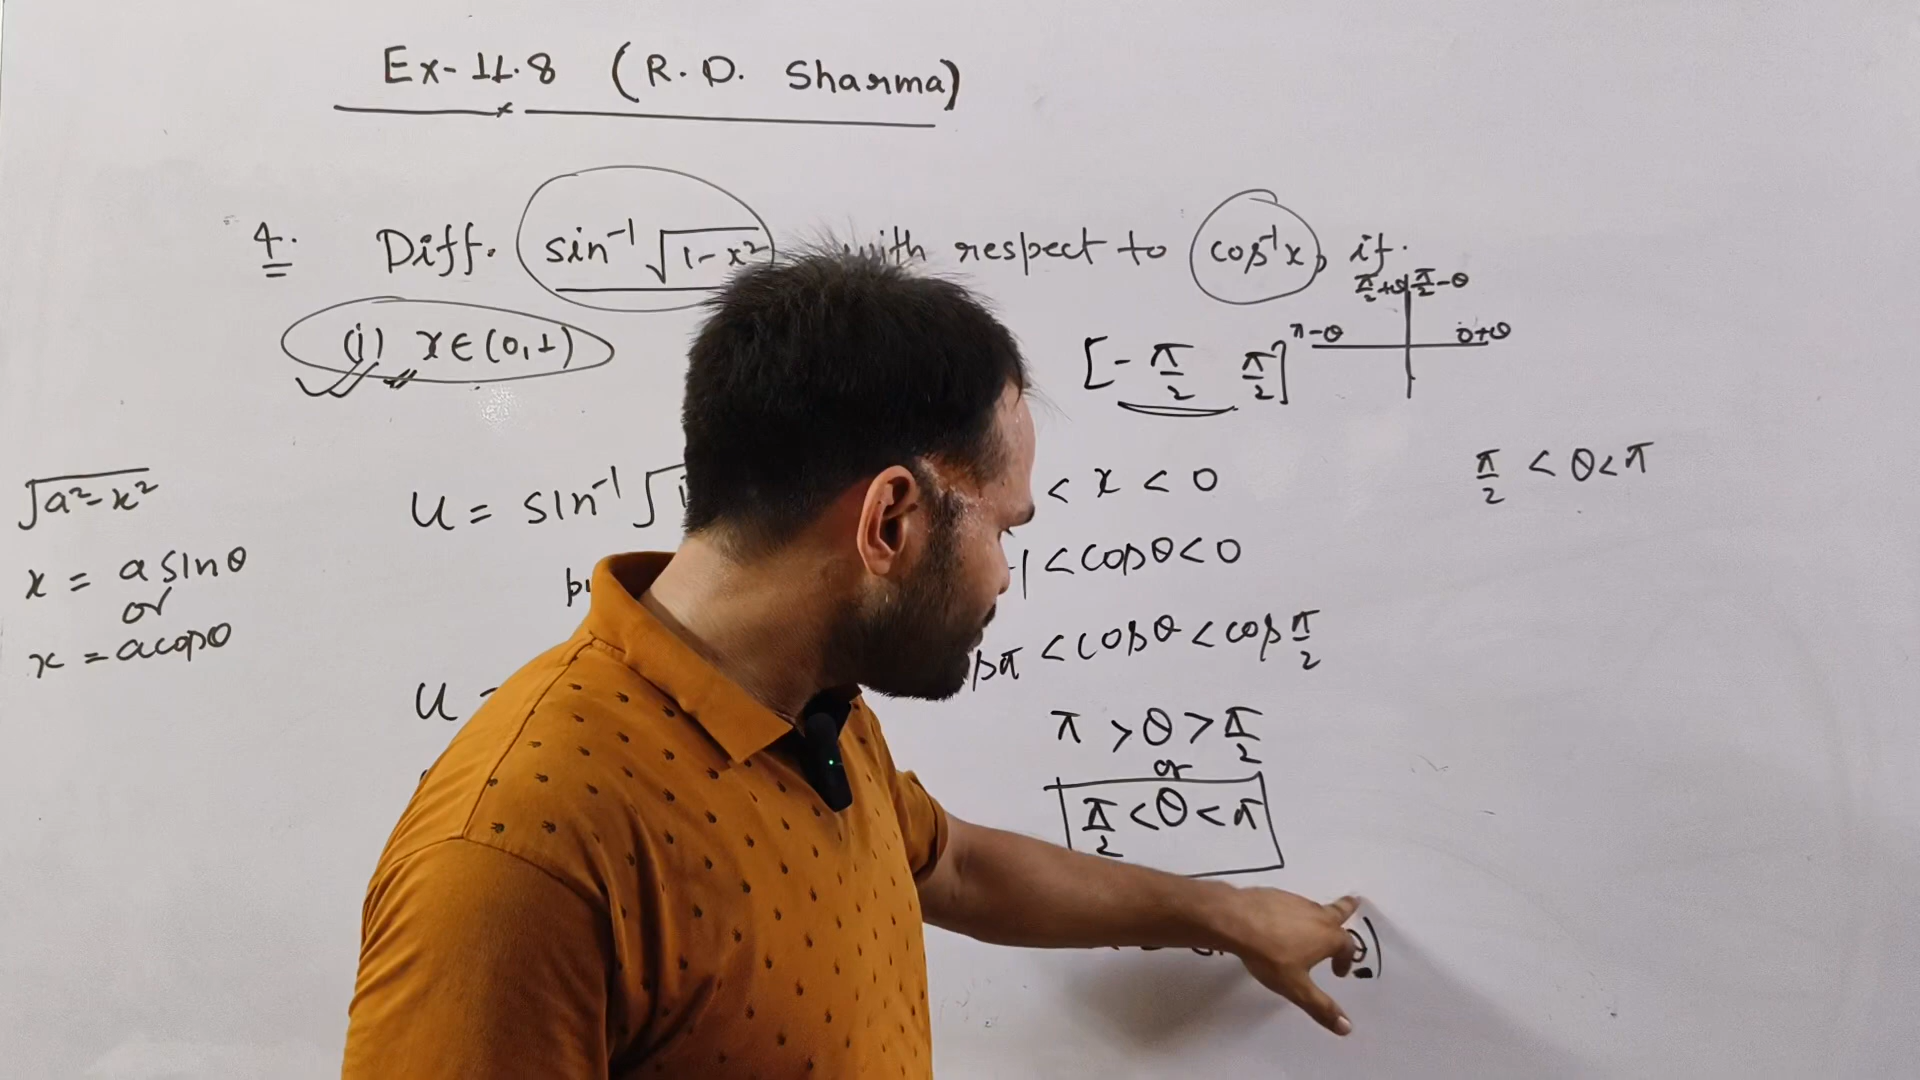 Ex-11.8 (R.D. Sharma)
4. Diff. sin⁻¹ √1-x² with respect to cos⁻¹x, if.
(i) x∈(0,1)
[-π/2 π/2]
π/2+θ π/2-θ
π-θ 0+θ
√a²-x²
x = a sinθ
or
x = a cosθ
u = sin⁻¹ √
u
< x < 0
-1 < cosθ < 0
< cosθ < cos π/2
π > θ > π/2
or
π/2 < θ < π
π/2 < θ < π
θ)